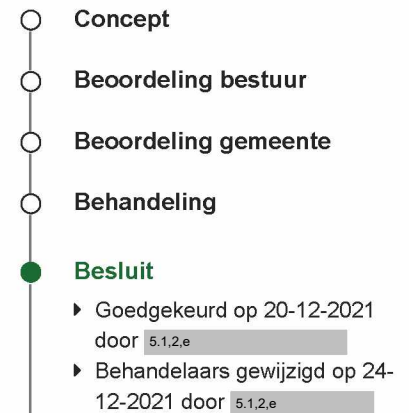 Concept
Beoordeling bestuur
Beoordeling gemeente
Behandeling
Besluit
Goedgekeurd op 20-12-2021
door 5.1,2,e
Behandelaars gewijzigd op 24-
12-2021 door 5.1,2,e